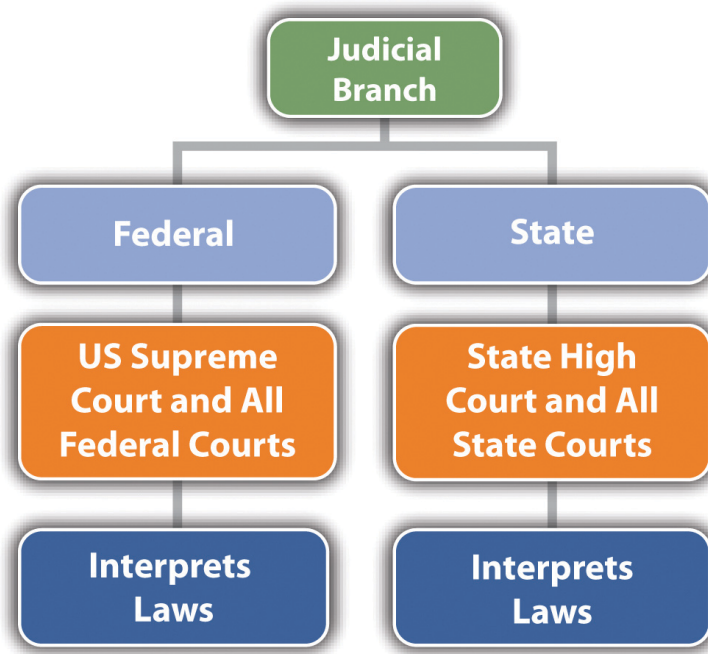 Judicial
Branch
Federal
State
US Supreme
Court and All
Federal Courts
State High
Court and All
State Courts
Interprets
Laws
Interprets
Laws